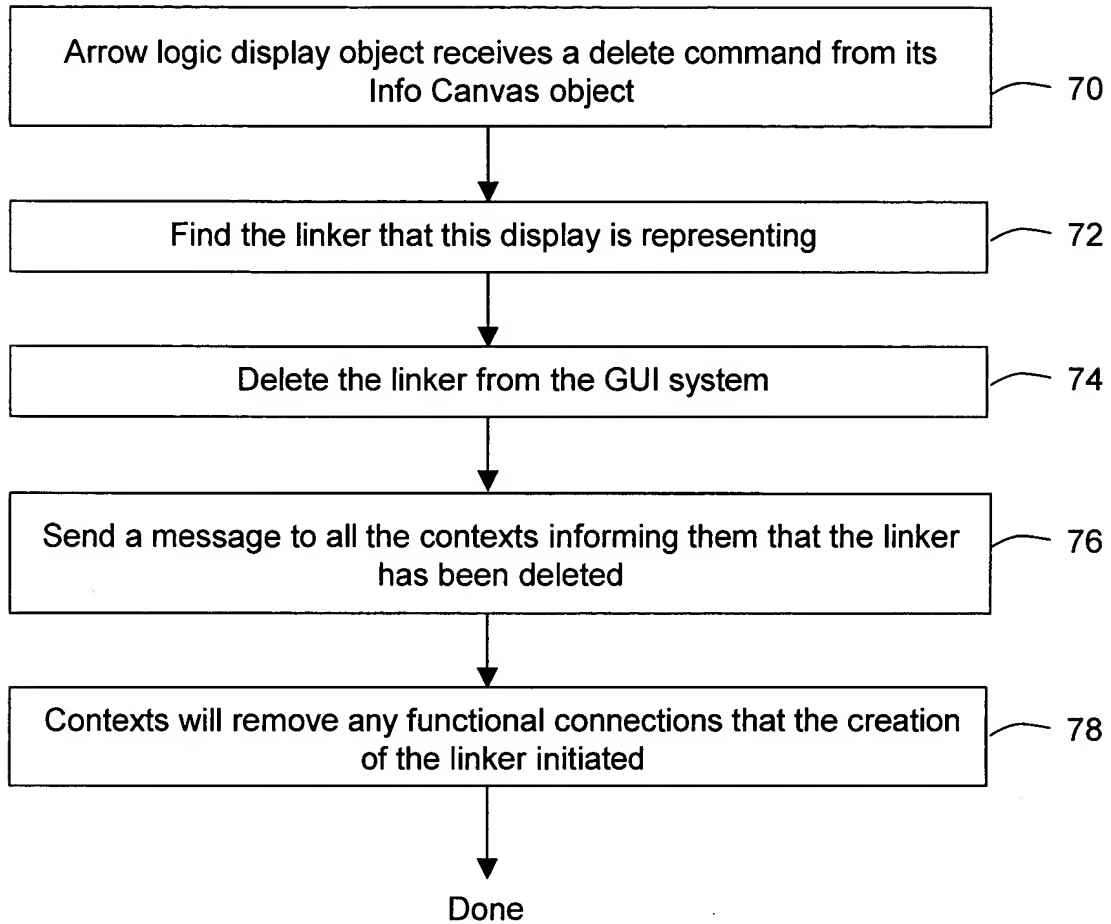 Arrow logic display object receives a delete command from its
Info Canvas object
70
Find the linker that this display is representing
72
Delete the linker from the GUI system
74
Send a message to all the contexts informing them that the linker
has been deleted
76
Contexts will remove any functional connections that the creation
of the linker initiated
78
Done